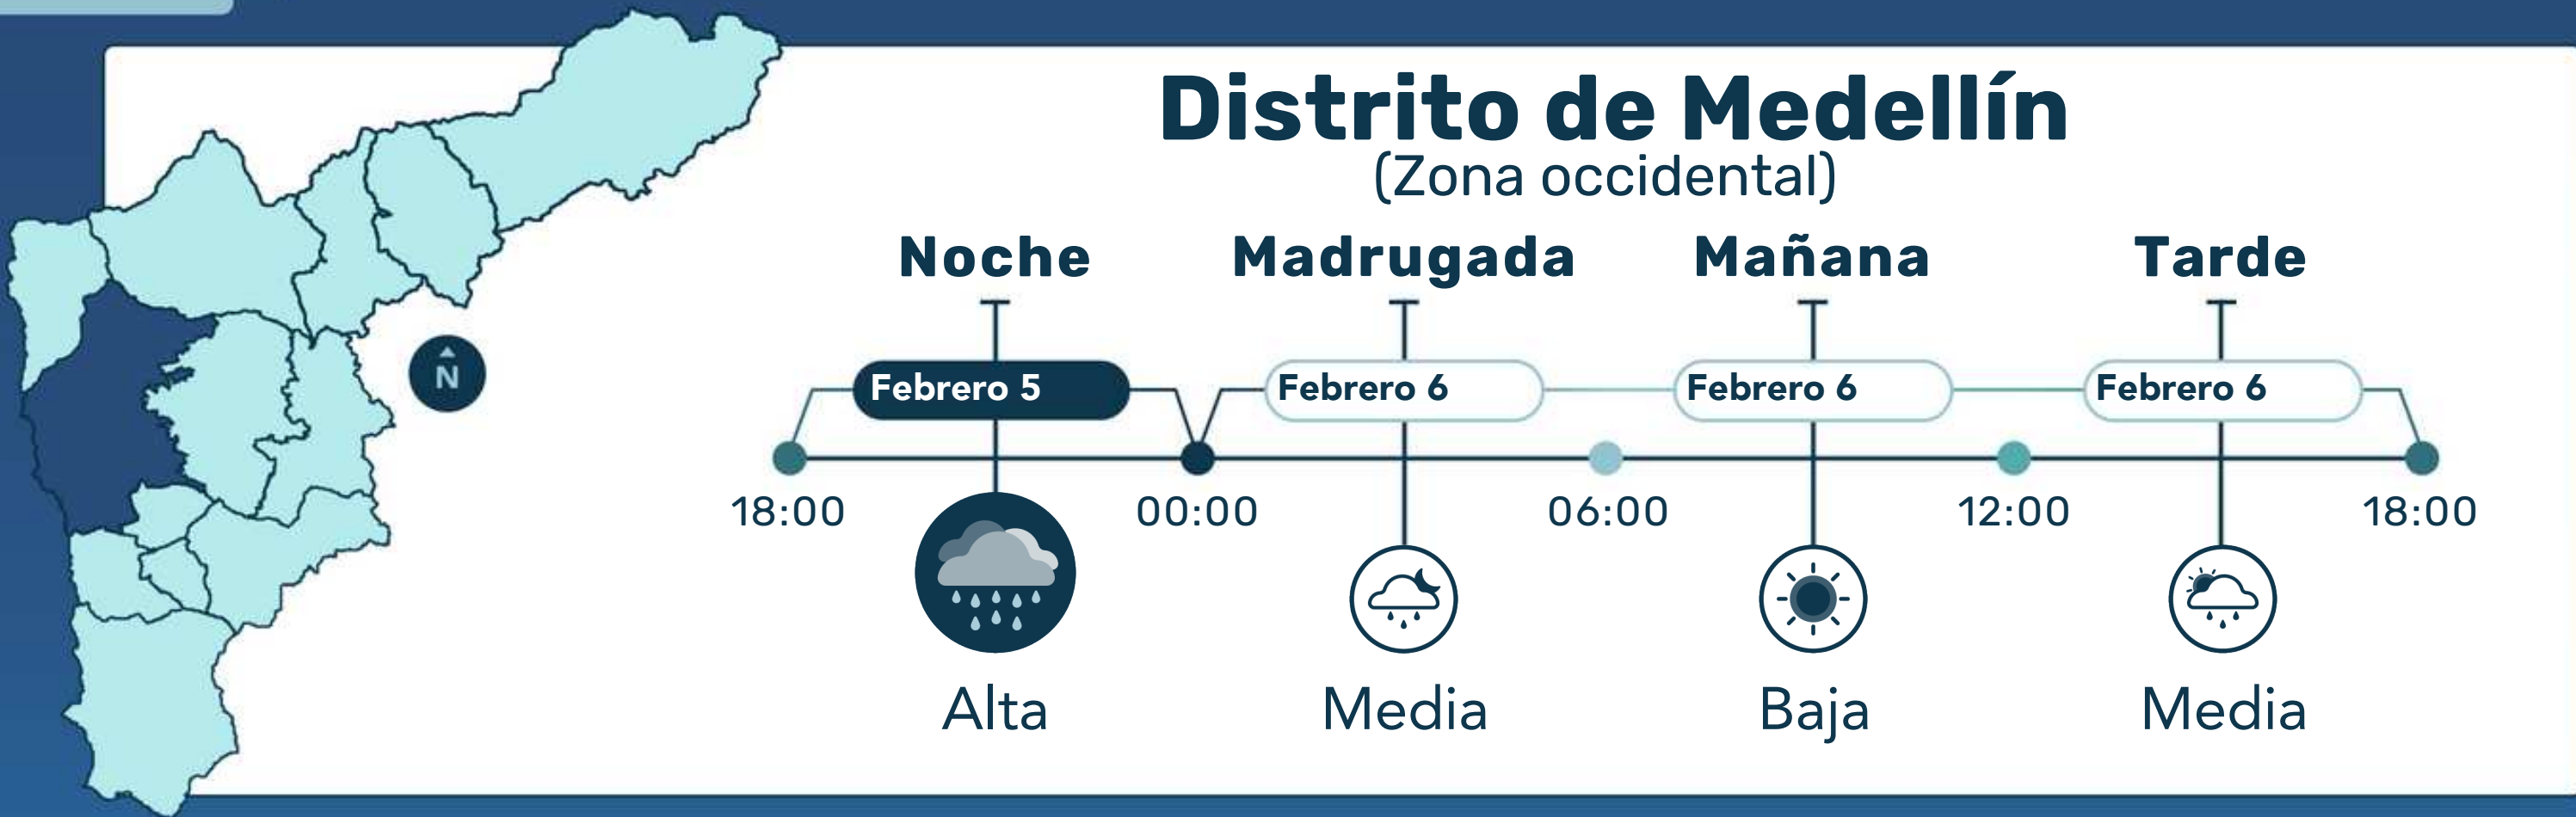 Distrito de Medellín
(Zona occidental)
Noche Madrugada Mañana Tarde
Febrero 5 Febrero 6 Febrero 6 Febrero 6
N
18:00 00:00 06:00 12:00 18:00
Alta Media Baja Media